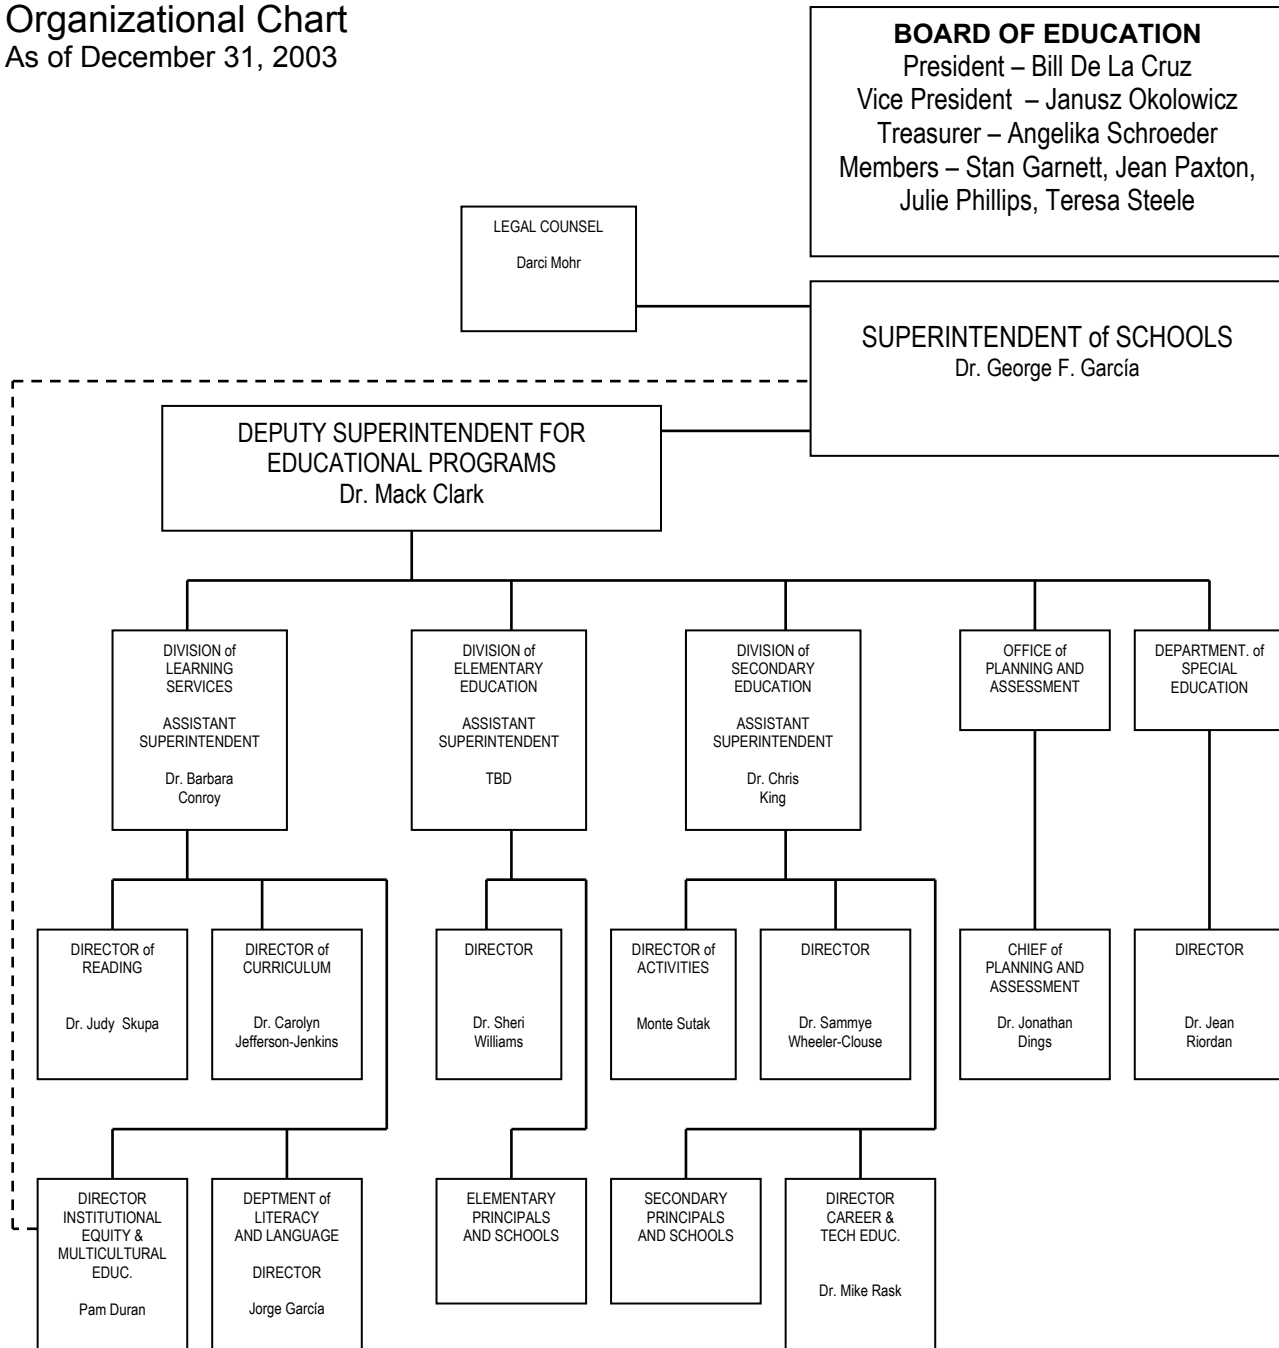 Organizational Chart
As of December 31, 2003
BOARD OF EDUCATION
President – Bill De La Cruz
Vice President – Janusz Okolowicz
Treasurer – Angelika Schroeder
Members – Stan Garnett, Jean Paxton,
Julie Phillips, Teresa Steele
LEGAL COUNSEL
Darci Mohr
SUPERINTENDENT of SCHOOLS
Dr. George F. García
DEPUTY SUPERINTENDENT FOR
EDUCATIONAL PROGRAMS
Dr. Mack Clark
DIVISION of
LEARNING
SERVICES
ASSISTANT
SUPERINTENDENT
Dr. Barbara
Conroy
DIVISION of
ELEMENTARY
EDUCATION
ASSISTANT
SUPERINTENDENT
TBD
DIVISION of
SECONDARY
EDUCATION
ASSISTANT
SUPERINTENDENT
Dr. Chris
King
OFFICE of
PLANNING AND
ASSESSMENT
DEPARTMENT. of
SPECIAL
EDUCATION
DIRECTOR of
READING
Dr. Judy Skupa
DIRECTOR of
CURRICULUM
Dr. Carolyn
Jefferson-Jenkins
DIRECTOR
Dr. Sheri
Williams
DIRECTOR of
ACTIVITIES
Monte Sutak
DIRECTOR
Dr. Sammye
Wheeler-Clouse
CHIEF of
PLANNING AND
ASSESSMENT
Dr. Jonathan
Dings
DIRECTOR
Dr. Jean
Riordan
DIRECTOR
INSTITUTIONAL
EQUITY &
MULTICULTURAL
EDUC.
Pam Duran
DEPTMENT of
LITERACY
AND LANGUAGE
DIRECTOR
Jorge García
ELEMENTARY
PRINCIPALS
AND SCHOOLS
SECONDARY
PRINCIPALS
AND SCHOOLS
DIRECTOR
CAREER &
TECH EDUC.
Dr. Mike Rask